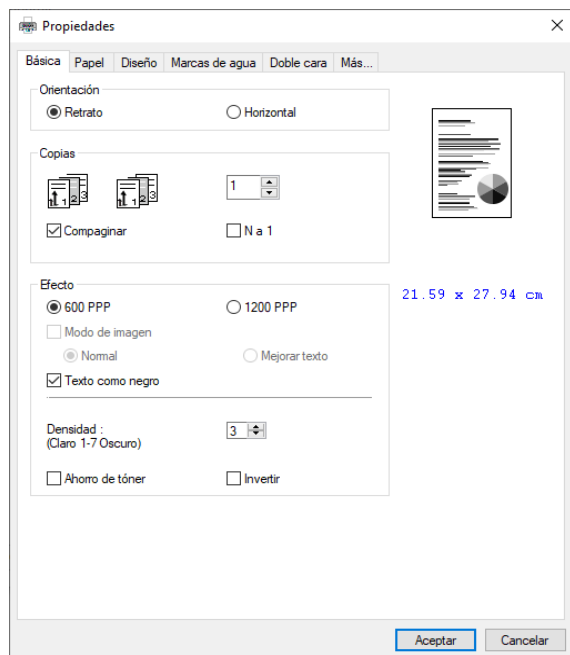 Propiedades
Básica Papel Diseño Marcas de agua Doble cara Más...
Orientación
Retrato Horizontal
Copias
1
Compaginar N a 1
Efecto
21.59 x 27.94 cm
600 PPP 1200 PPP
Modo de imagen
Normal Mejorar texto
Texto como negro
Densidad : 3
(Claro 1-7 Oscuro)
Ahorro de tóner Invertir
Aceptar Cancelar